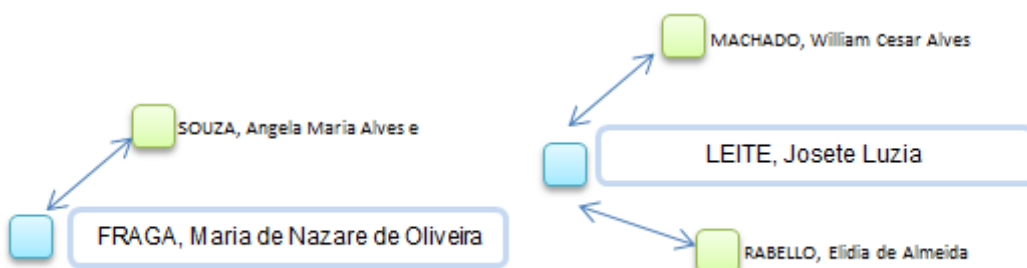 SOUZA, Angela Maria Alves e
FRAGA, Maria de Nazare de Oliveira
MACHADO, William Cesar Alves
LEITE, Josete Luzia
RABELLO, Elidia de Almeida